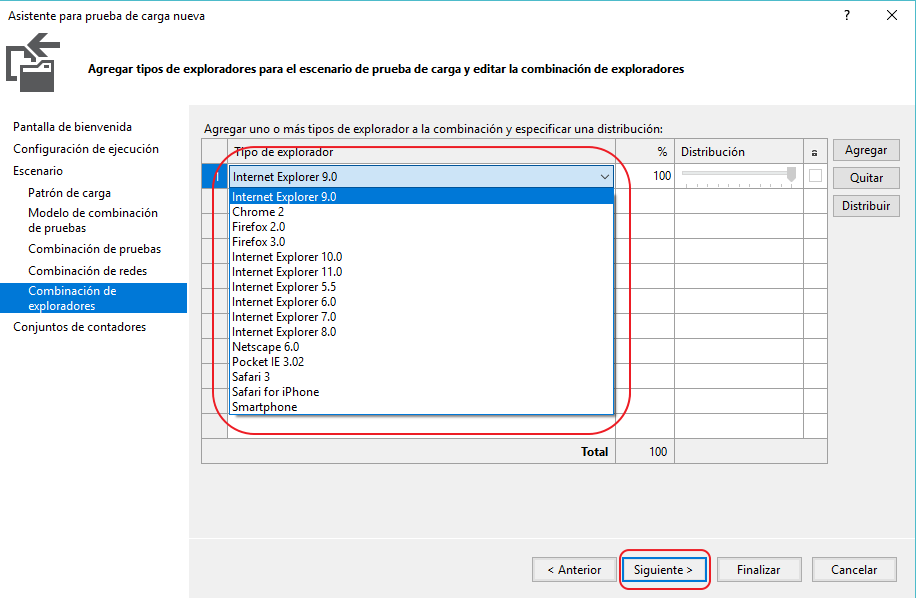 Asistente para prueba de carga nueva
?
Agregar tipos de exploradores para el escenario de prueba de carga y editar la combinación de exploradores
Pantalla de bienvenida
Configuración de ejecución
Escenario
Patrón de carga
Modelo de combinación
de pruebas
Combinación de pruebas
Combinación de redes
Combinación de
exploradores
Conjuntos de contadores
Agregar uno o más tipos de explorador a la combinación y especificar una distribución:
Tipo de explorador % Distribución
Internet Explorer 9.0 100
Internet Explorer 9.0
Chrome 2
Firefox 2.0
Firefox 3.0
Internet Explorer 10.0
Internet Explorer 11.0
Internet Explorer 5.5
Internet Explorer 6.0
Internet Explorer 7.0
Internet Explorer 8.0
Netscape 6.0
Pocket IE 3.02
Safari 3
Safari for iPhone
Smartphone
Total 100
Agregar
Quitar
Distribuir
< Anterior Siguiente > Finalizar Cancelar